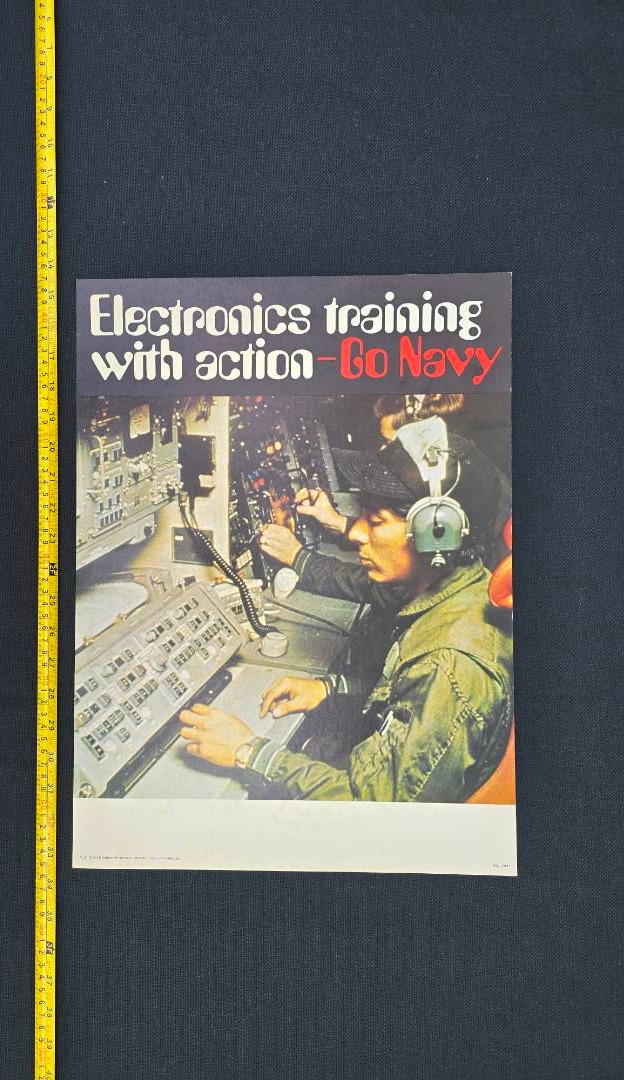 Electronics training
with action-Go Navy